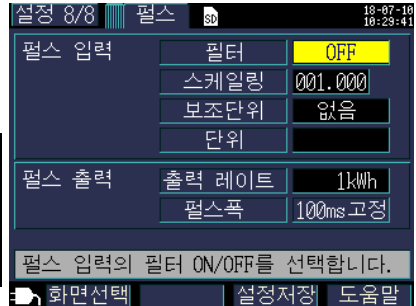 설정 8/8 펄스 SD 18-07-10
10:29:41
펄스 입력 필터 OFF
스케일링 001.000
보조단위 없음
단위
펄스 출력 출력 레이트 1kWh
펄스폭 100ms고정
펄스 입력의 필터 ON/OFF를 선택합니다.
화면선택 설정저장 도움말